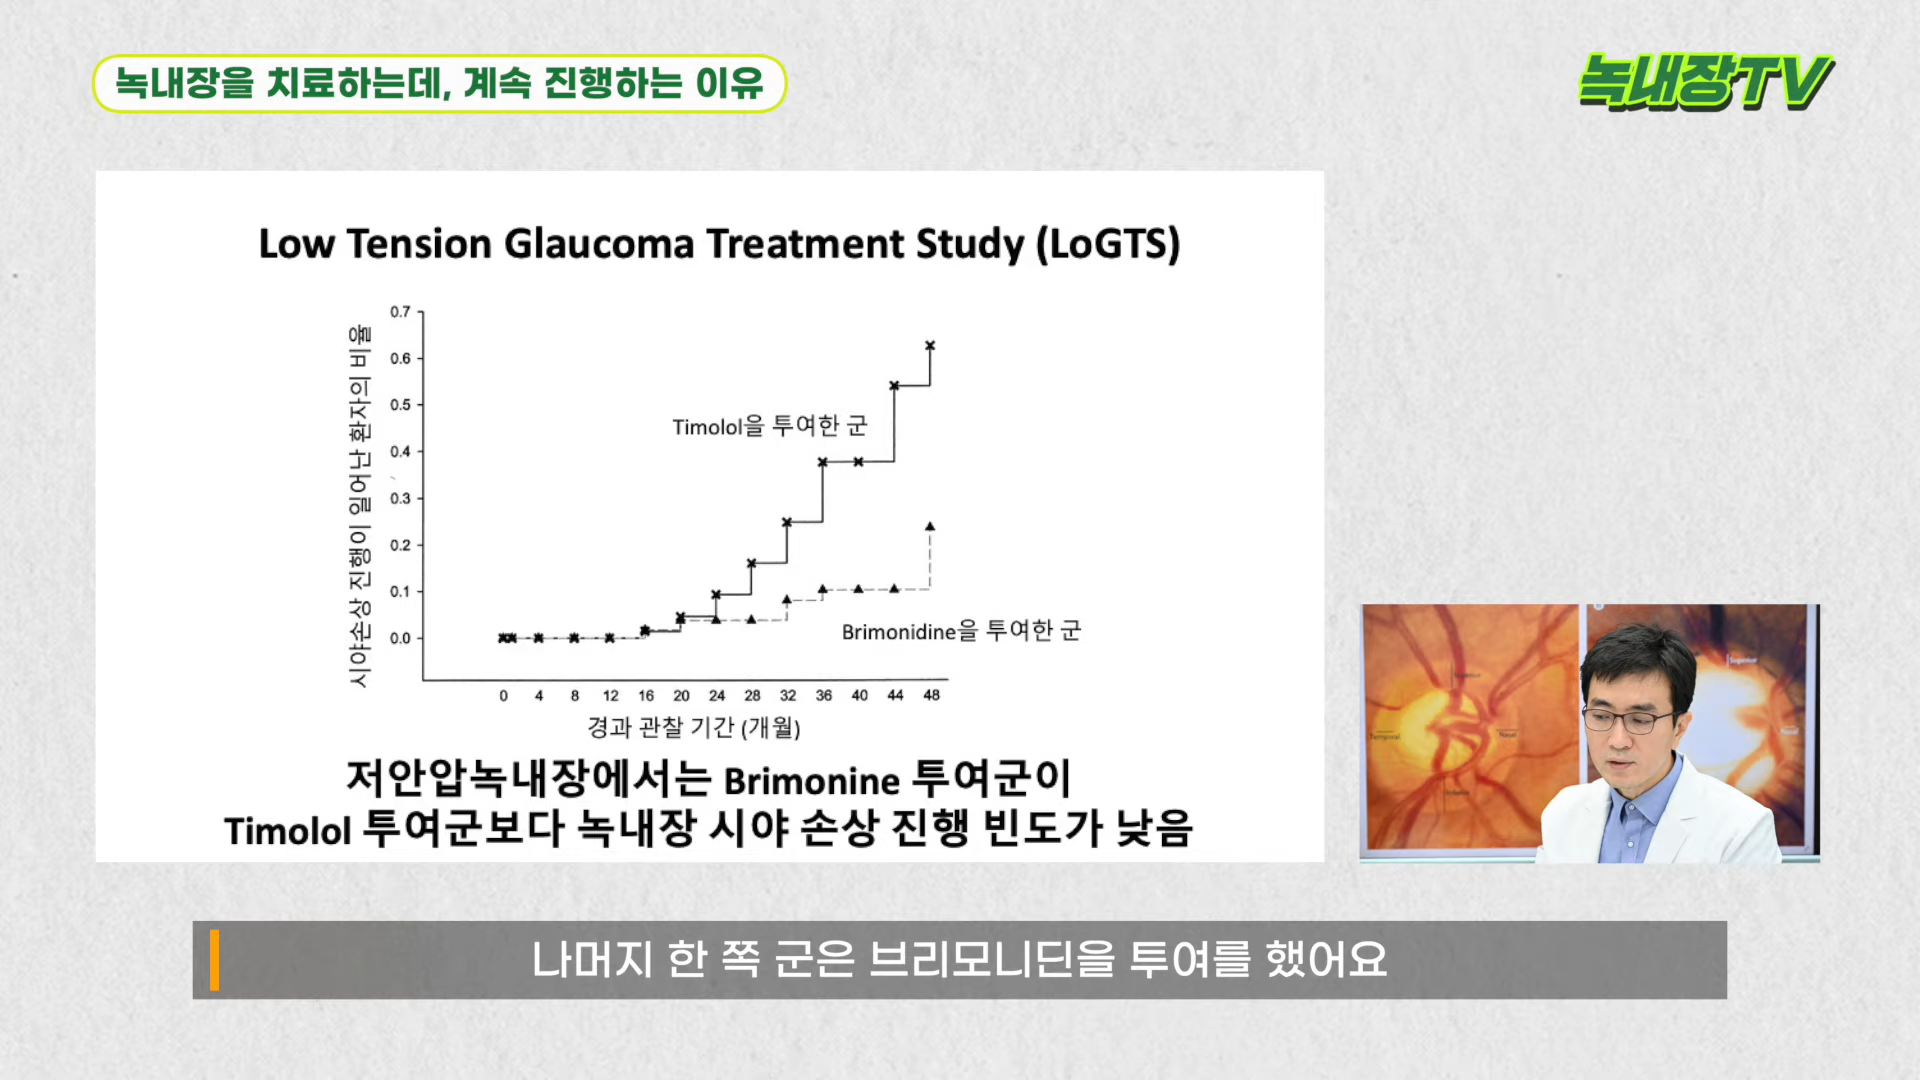 녹내장을 치료하는데, 계속 진행하는 이유
녹내장TV
Low Tension Glaucoma Treatment Study (LoGTS)
시야손상 진행이 일어난 환자의 비율
0.7
0.6
0.5
0.4
0.3
0.2
0.1
0.0
Timolol을 투여한 군
Brimonidine을 투여한 군
0 4 8 12 16 20 24 28 32 36 40 44 48
경과 관찰 기간 (개월)
저안압녹내장에서는 Brimonine 투여군이
Timolol 투여군보다 녹내장 시야 손상 진행 빈도가 낮음
Temporal
Nasal
나머지 한 쪽 군은 브리모니딘을 투여를 했어요